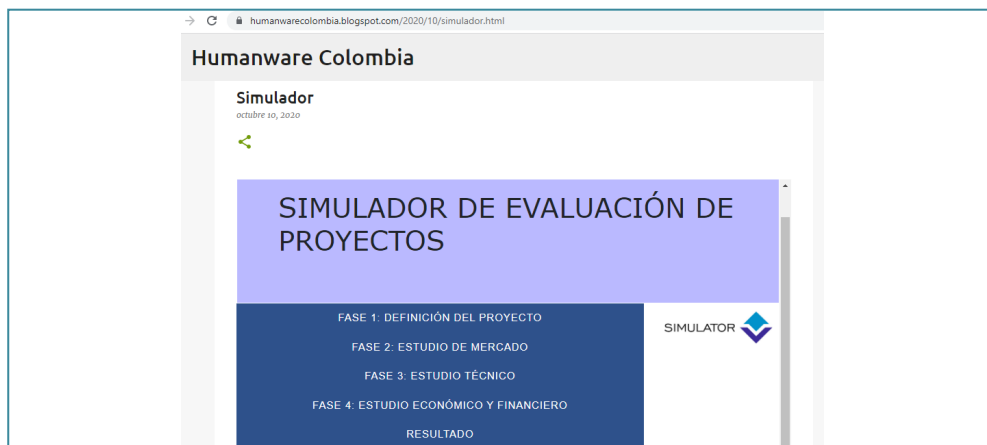 humanwarecolombia.blogspot.com/2020/10/simulador.html
Humanware Colombia
Simulador
octubre 10, 2020
SIMULADOR DE EVALUACIÓN DE
PROYECTOS
FASE 1: DEFINICIÓN DEL PROYECTO
SIMULATOR
FASE 2: ESTUDIO DE MERCADO
FASE 3: ESTUDIO TÉCNICO
FASE 4: ESTUDIO ECONÓMICO Y FINANCIERO
RESULTADO